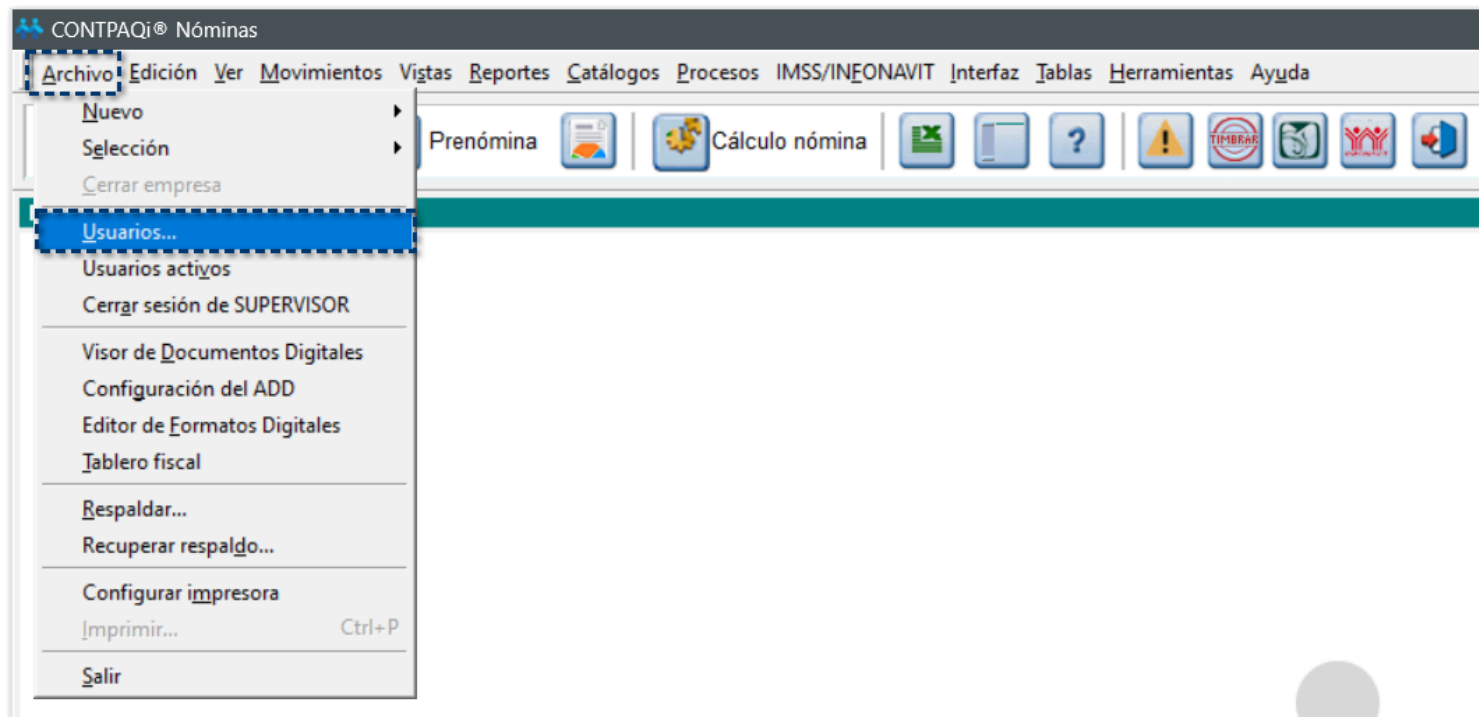 CONTPAQi® Nóminas
Archivo Edición Ver Movimientos Vistas Reportes Catálogos Procesos IMSS/INFONAVIT Interfaz Tablas Herramientas Ayuda
Nuevo
Prenómina Cálculo nómina ? TIMBRAR
Selección
Cerrar empresa
Usuarios...
Usuarios activos
Cerrar sesión de SUPERVISOR
Visor de Documentos Digitales
Configuración del ADD
Editor de Formatos Digitales
Tablero fiscal
Respaldar...
Recuperar respaldo...
Configurar impresora
Imprimir... Ctrl+P
Salir